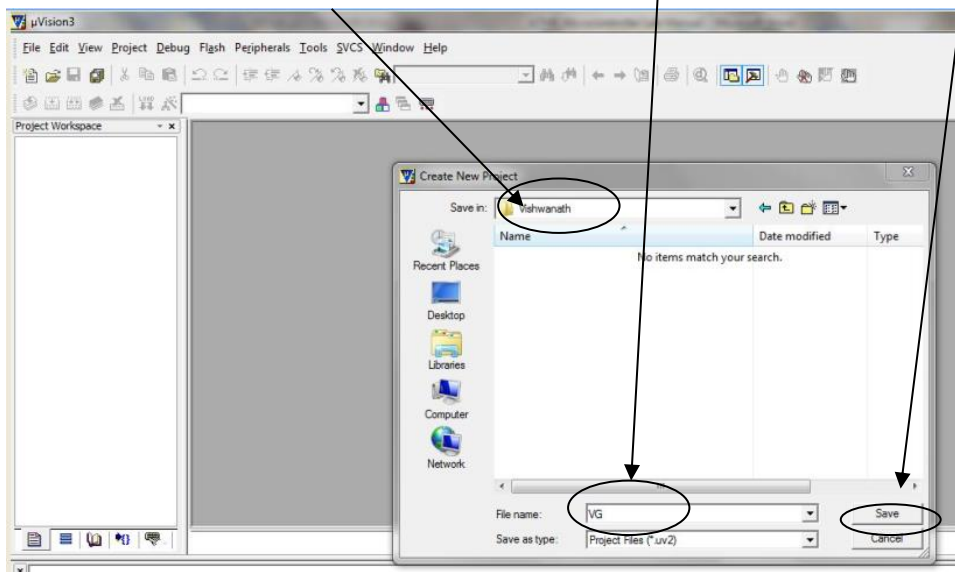 µVision3
File Edit View Project Debug Flash Peripherals Tools SVCS Window Help
Project Workspace
Create New Project
Save in: Vishwanath
Name Date modified Type
No items match your search.
Recent Places
Desktop
Libraries
Computer
Network
File name: VG Save
Save as type: Project Files (*.uv2) Cancel